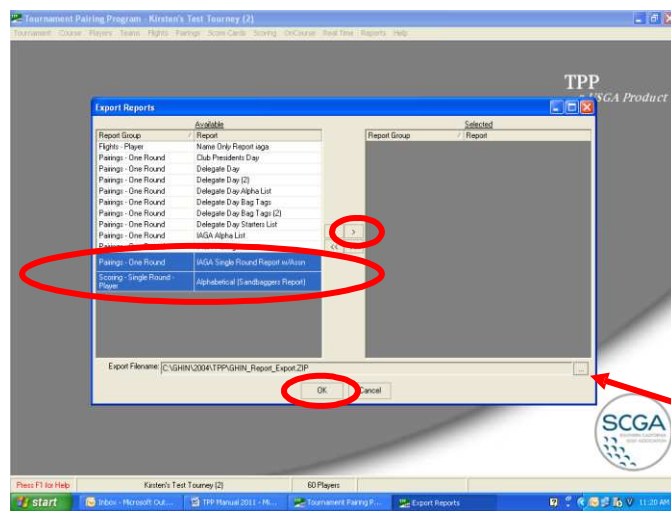 Tournament Pairing Program - Kirsten's Test Tourney (2)
Tournament Course Players Teams Flights Pairings Score Cards Scoring OnCourse Real Time Reports Help
TPP
USGA Product
Export Reports
Available Selected
Report Group / Report Report Group / Report
Flights - Player Name Only Report iaga
Pairings - One Round Club Presidents Day
Pairings - One Round Delegate Day
Pairings - One Round Delegate Day (2)
Pairings - One Round Delegate Day Alpha List
Pairings - One Round Delegate Day Bag Tags
Pairings - One Round Delegate Day Bag Tags (2)
Pairings - One Round Delegate Day Starters List
Pairings - One Round IAGA Alpha List
>
<<
Pairings - One Round IAGA Single Round Report w/Assn
Scoring - Single Round - Player Alphabetical (Sandbaggers Report)
Export Filename: C:\GHIN\2004\TPP\GHIN_Report_Export.ZIP ...
OK Cancel
SCGA
SOUTHERN CALIFORNIA
GOLF ASSOCIATION
Press F1 for Help Kirsten's Test Tourney (2) 60 Players
start Inbox - Microsoft Out... TPP Manual 2011 - Mi... Tournament Pairing P... Export Reports 11:20 AM